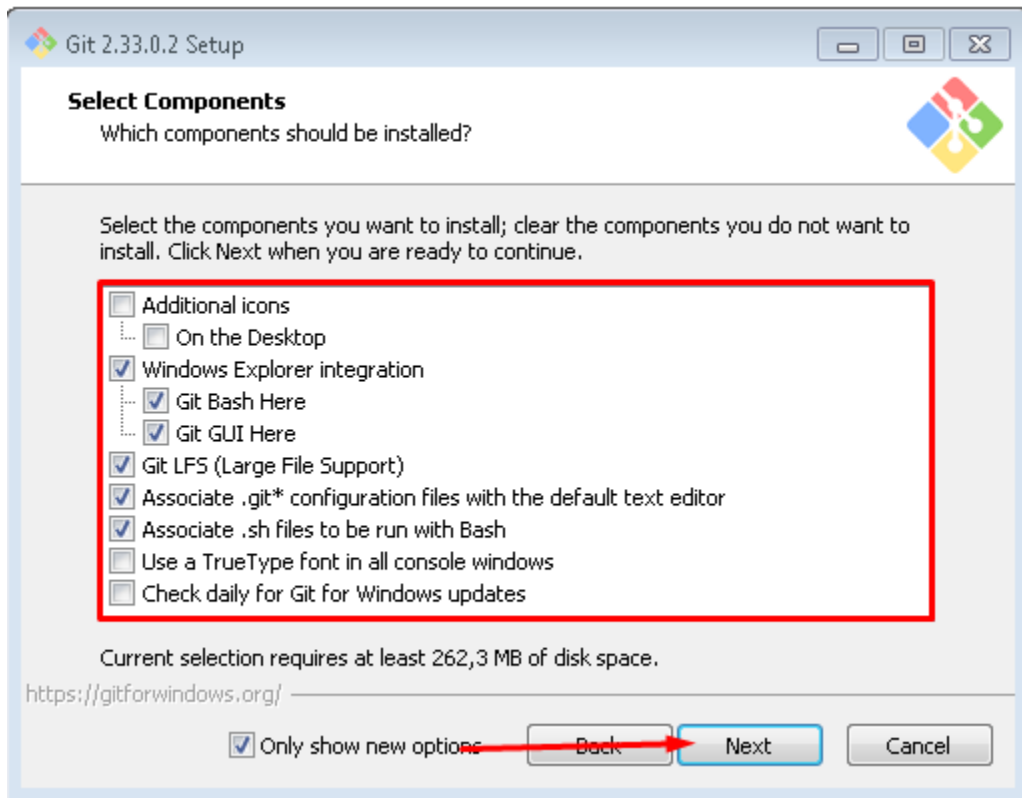 Git 2.33.0.2 Setup
Select Components
Which components should be installed?
Select the components you want to install; clear the components you do not want to
install. Click Next when you are ready to continue.
Additional icons
On the Desktop
Windows Explorer integration
Git Bash Here
Git GUI Here
Git LFS (Large File Support)
Associate .git* configuration files with the default text editor
Associate .sh files to be run with Bash
Use a TrueType font in all console windows
Check daily for Git for Windows updates
Current selection requires at least 262,3 MB of disk space.
https://gitforwindows.org/
Only show new options Back Next Cancel